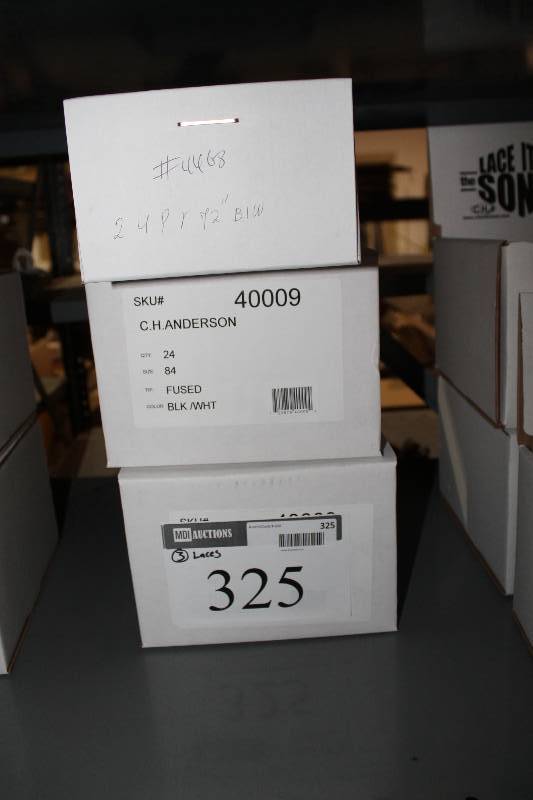 #4468
24 Pr 72" B/W
SKU# 40009
C.H.ANDERSON
QTY: 24
SIZE: 84
TIP: FUSED
COLOR: BLK /WHT
SKU#
MDI AUCTIONS 325
3 Laces
325
LACE IT
the SON